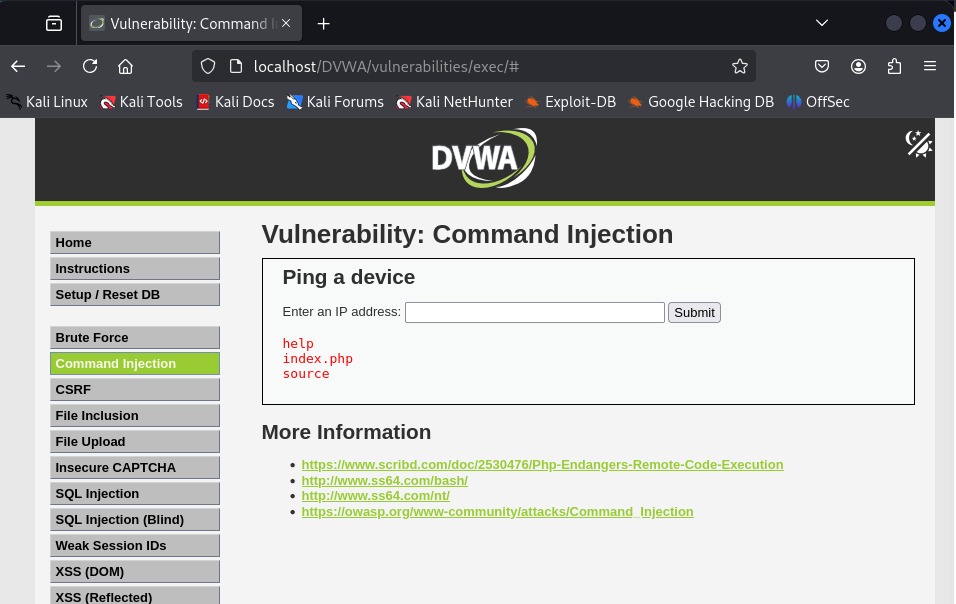 Vulnerability: Command I
localhost/DVWA/vulnerabilities/exec/#
Kali Linux Kali Tools Kali Docs Kali Forums Kali NetHunter Exploit-DB Google Hacking DB OffSec
DVWA
Vulnerability: Command Injection
Home
Instructions
Setup / Reset DB
Brute Force
Command Injection
CSRF
File Inclusion
File Upload
Insecure CAPTCHA
SQL Injection
SQL Injection (Blind)
Weak Session IDs
XSS (DOM)
XSS (Reflected)
Ping a device
Enter an IP address: Submit
help
index.php
source
More Information
https://www.scribd.com/doc/2530476/Php-Endangers-Remote-Code-Execution
http://www.ss64.com/bash/
http://www.ss64.com/nt/
https://owasp.org/www-community/attacks/Command_Injection